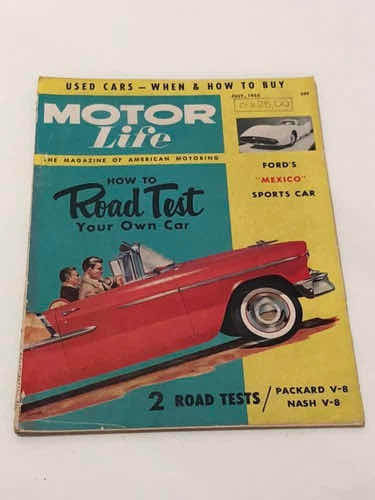 USED CARS – WHEN & HOW TO BUY
JULY, 1955 25¢
MOTOR
Life
THE MAGAZINE OF AMERICAN MOTORING
FORD'S
"MEXICO"
SPORTS CAR
HOW TO
Road Test
Your Own Car
2 ROAD TESTS / PACKARD V-8
NASH V-8